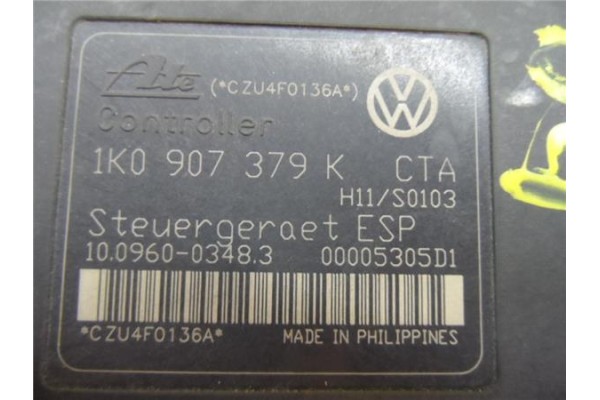 Ate (*CZU4F0136A*)
Controller
1K0 907 379 K CTA
H11/S0103
Steuergeraet ESP
10.0960-0348.3 00005305D1
*CZU4F0136A* MADE IN PHILIPPINES